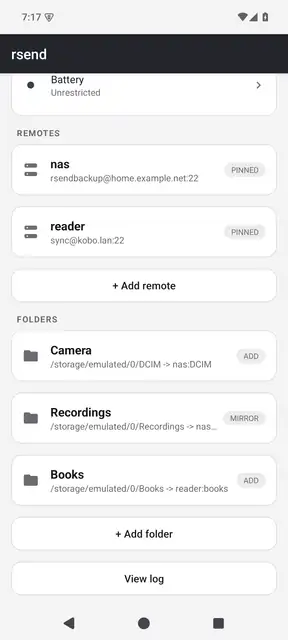 7:17
rsend
Battery
Unrestricted
REMOTES
nas
rsendbackup@home.example.net:22
PINNED
reader
sync@kobo.lan:22
PINNED
+ Add remote
FOLDERS
Camera
/storage/emulated/0/DCIM -> nas:DCIM
ADD
Recordings
/storage/emulated/0/Recordings -> nas...
MIRROR
Books
/storage/emulated/0/Books -> reader:books
ADD
+ Add folder
View log